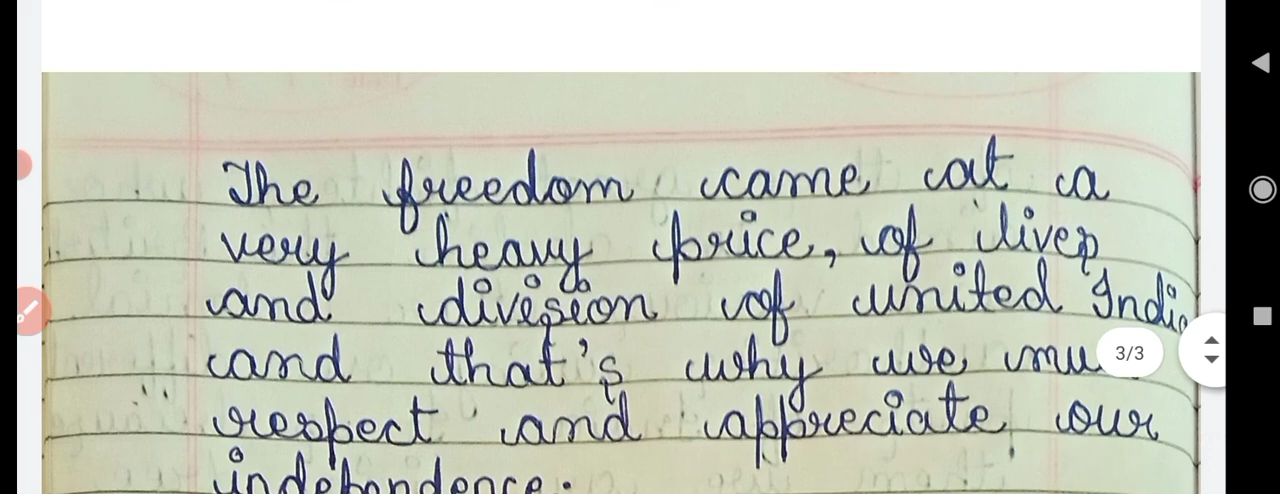 The freedom came at a
very heavy price, of lives
and division of united India
and that's why we mu
3/3
respect and appreciate our
independence.